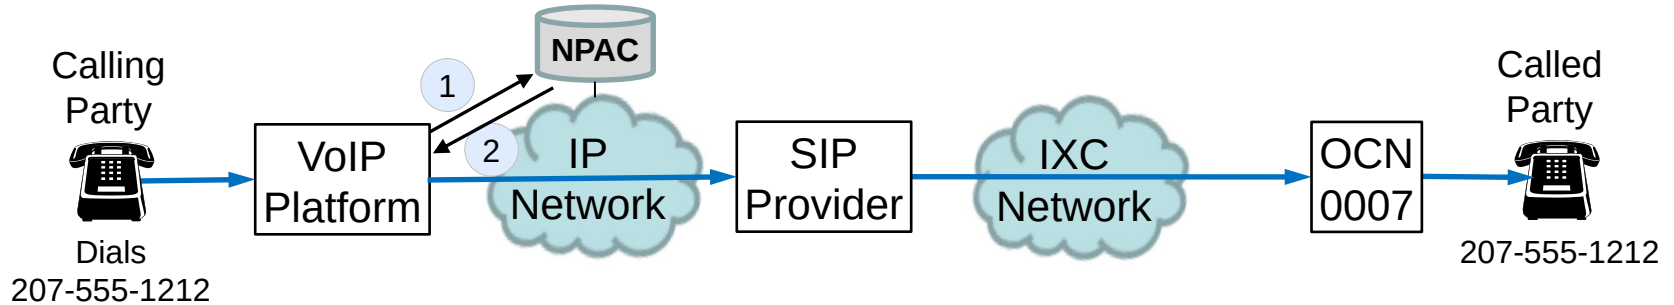 Calling
Party
Dials
207-555-1212
VoIP
Platform
1
2
NPAC
IP
Network
SIP
Provider
IXC
Network
OCN
0007
Called
Party
207-555-1212